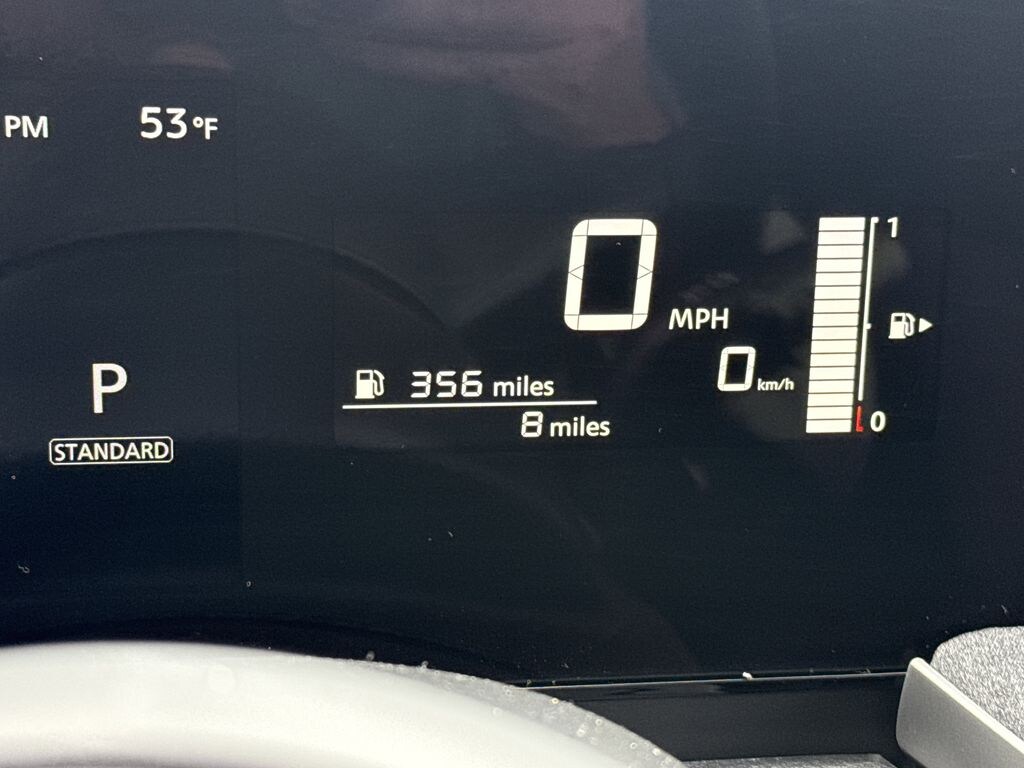 PM 53°F
0 MPH
0 km/h
1
0
356 miles
8 miles
P
STANDARD